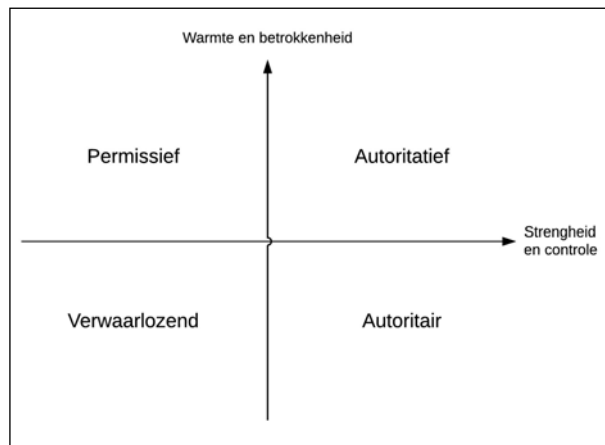 Warmte en betrokkenheid
Permissief
Autoritatief
Strengheid
en controle
Verwaarlozend
Autoritair